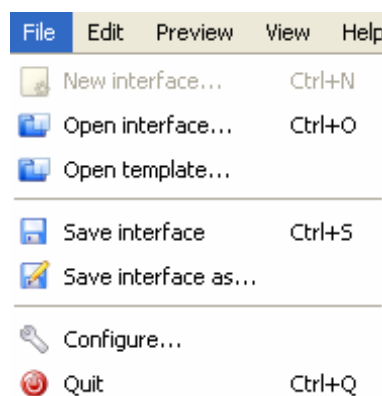 File Edit Preview View Help
New interface... Ctrl+N
Open interface... Ctrl+O
Open template...
Save interface Ctrl+S
Save interface as...
Configure...
Quit Ctrl+Q